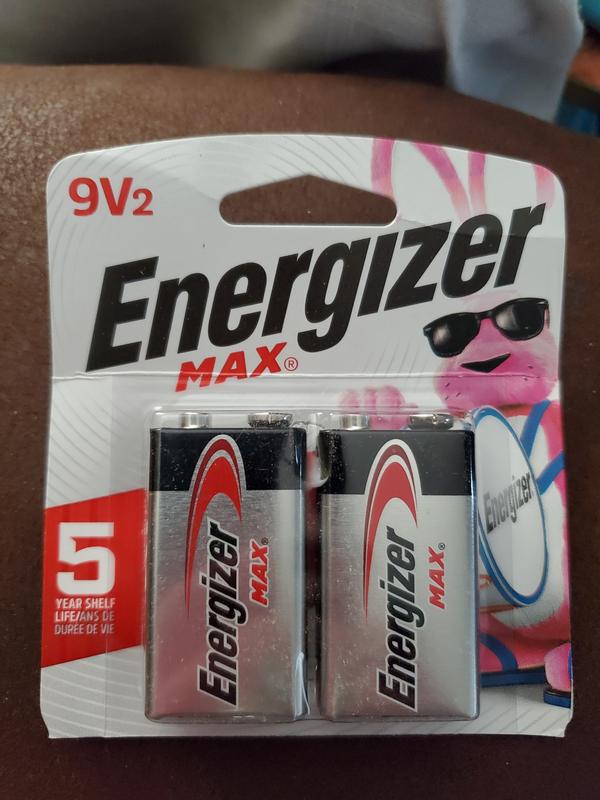 9V2
Energizer
MAX®
Energizer
MAX®
Energizer
MAX®
Energizer
5
YEAR SHELF
LIFE/ANS DE
DURÉE DE VIE